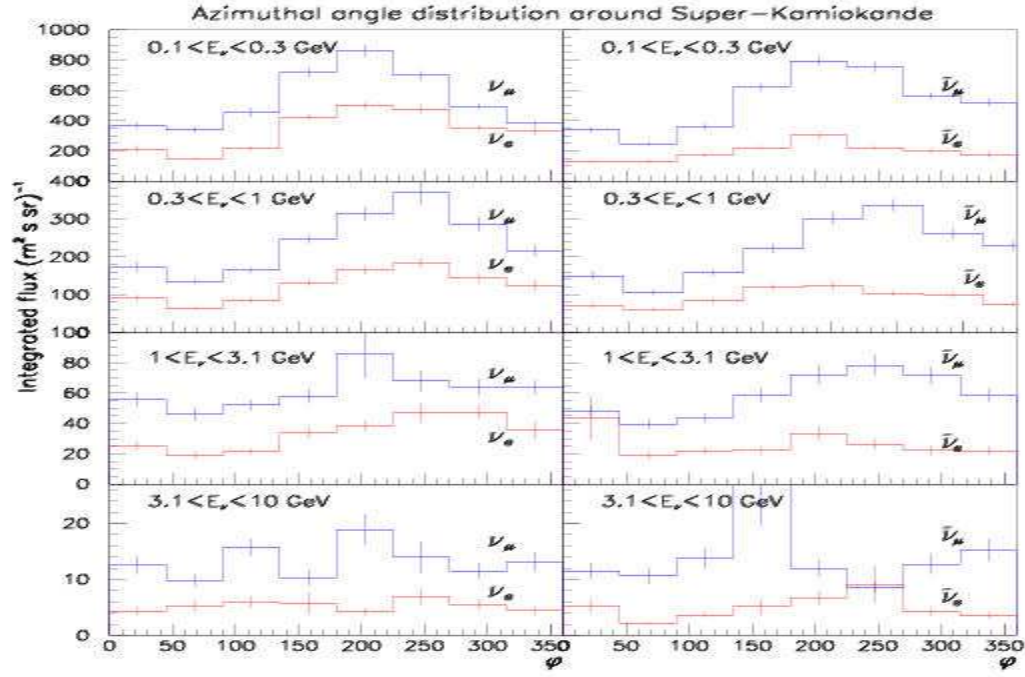 Azimuthal angle distribution around Super-Kamiokande
Integrated flux (m² s sr)⁻¹
1000
800
600
400
200
0.1<Eν<0.3 GeV
νμ
νe
0.1<Eν<0.3 GeV
ν̄μ
ν̄e
400
300
200
100
0.3<Eν<1 GeV
νμ
νe
0.3<Eν<1 GeV
ν̄μ
ν̄e
100
80
60
40
20
0
1<Eν<3.1 GeV
νμ
νe
1<Eν<3.1 GeV
ν̄μ
ν̄e
20
10
0
3.1<Eν<10 GeV
νμ
νe
3.1<Eν<10 GeV
ν̄μ
ν̄e
0 50 100 150 200 250 300 350 50 100 150 200 250 300 350
φ φ